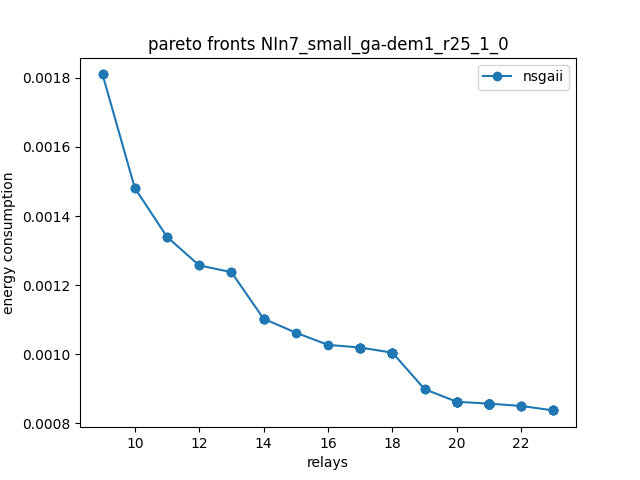 pareto fronts NIn7_small_ga-dem1_r25_1_0
nsgaii
energy consumption
0.0018
0.0016
0.0014
0.0012
0.0010
0.0008
10 12 14 16 18 20 22
relays